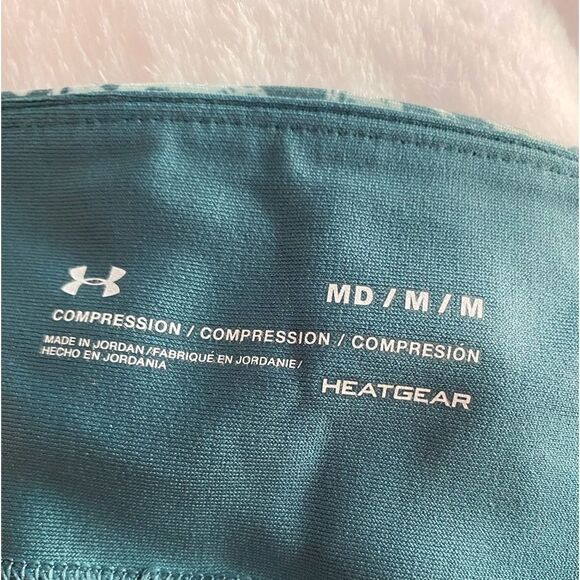 MD / M / M
COMPRESSION / COMPRESSION / COMPRESIÓN
MADE IN JORDAN / FABRIQUÉ EN JORDANIE /
HECHO EN JORDANIA
HEATGEAR